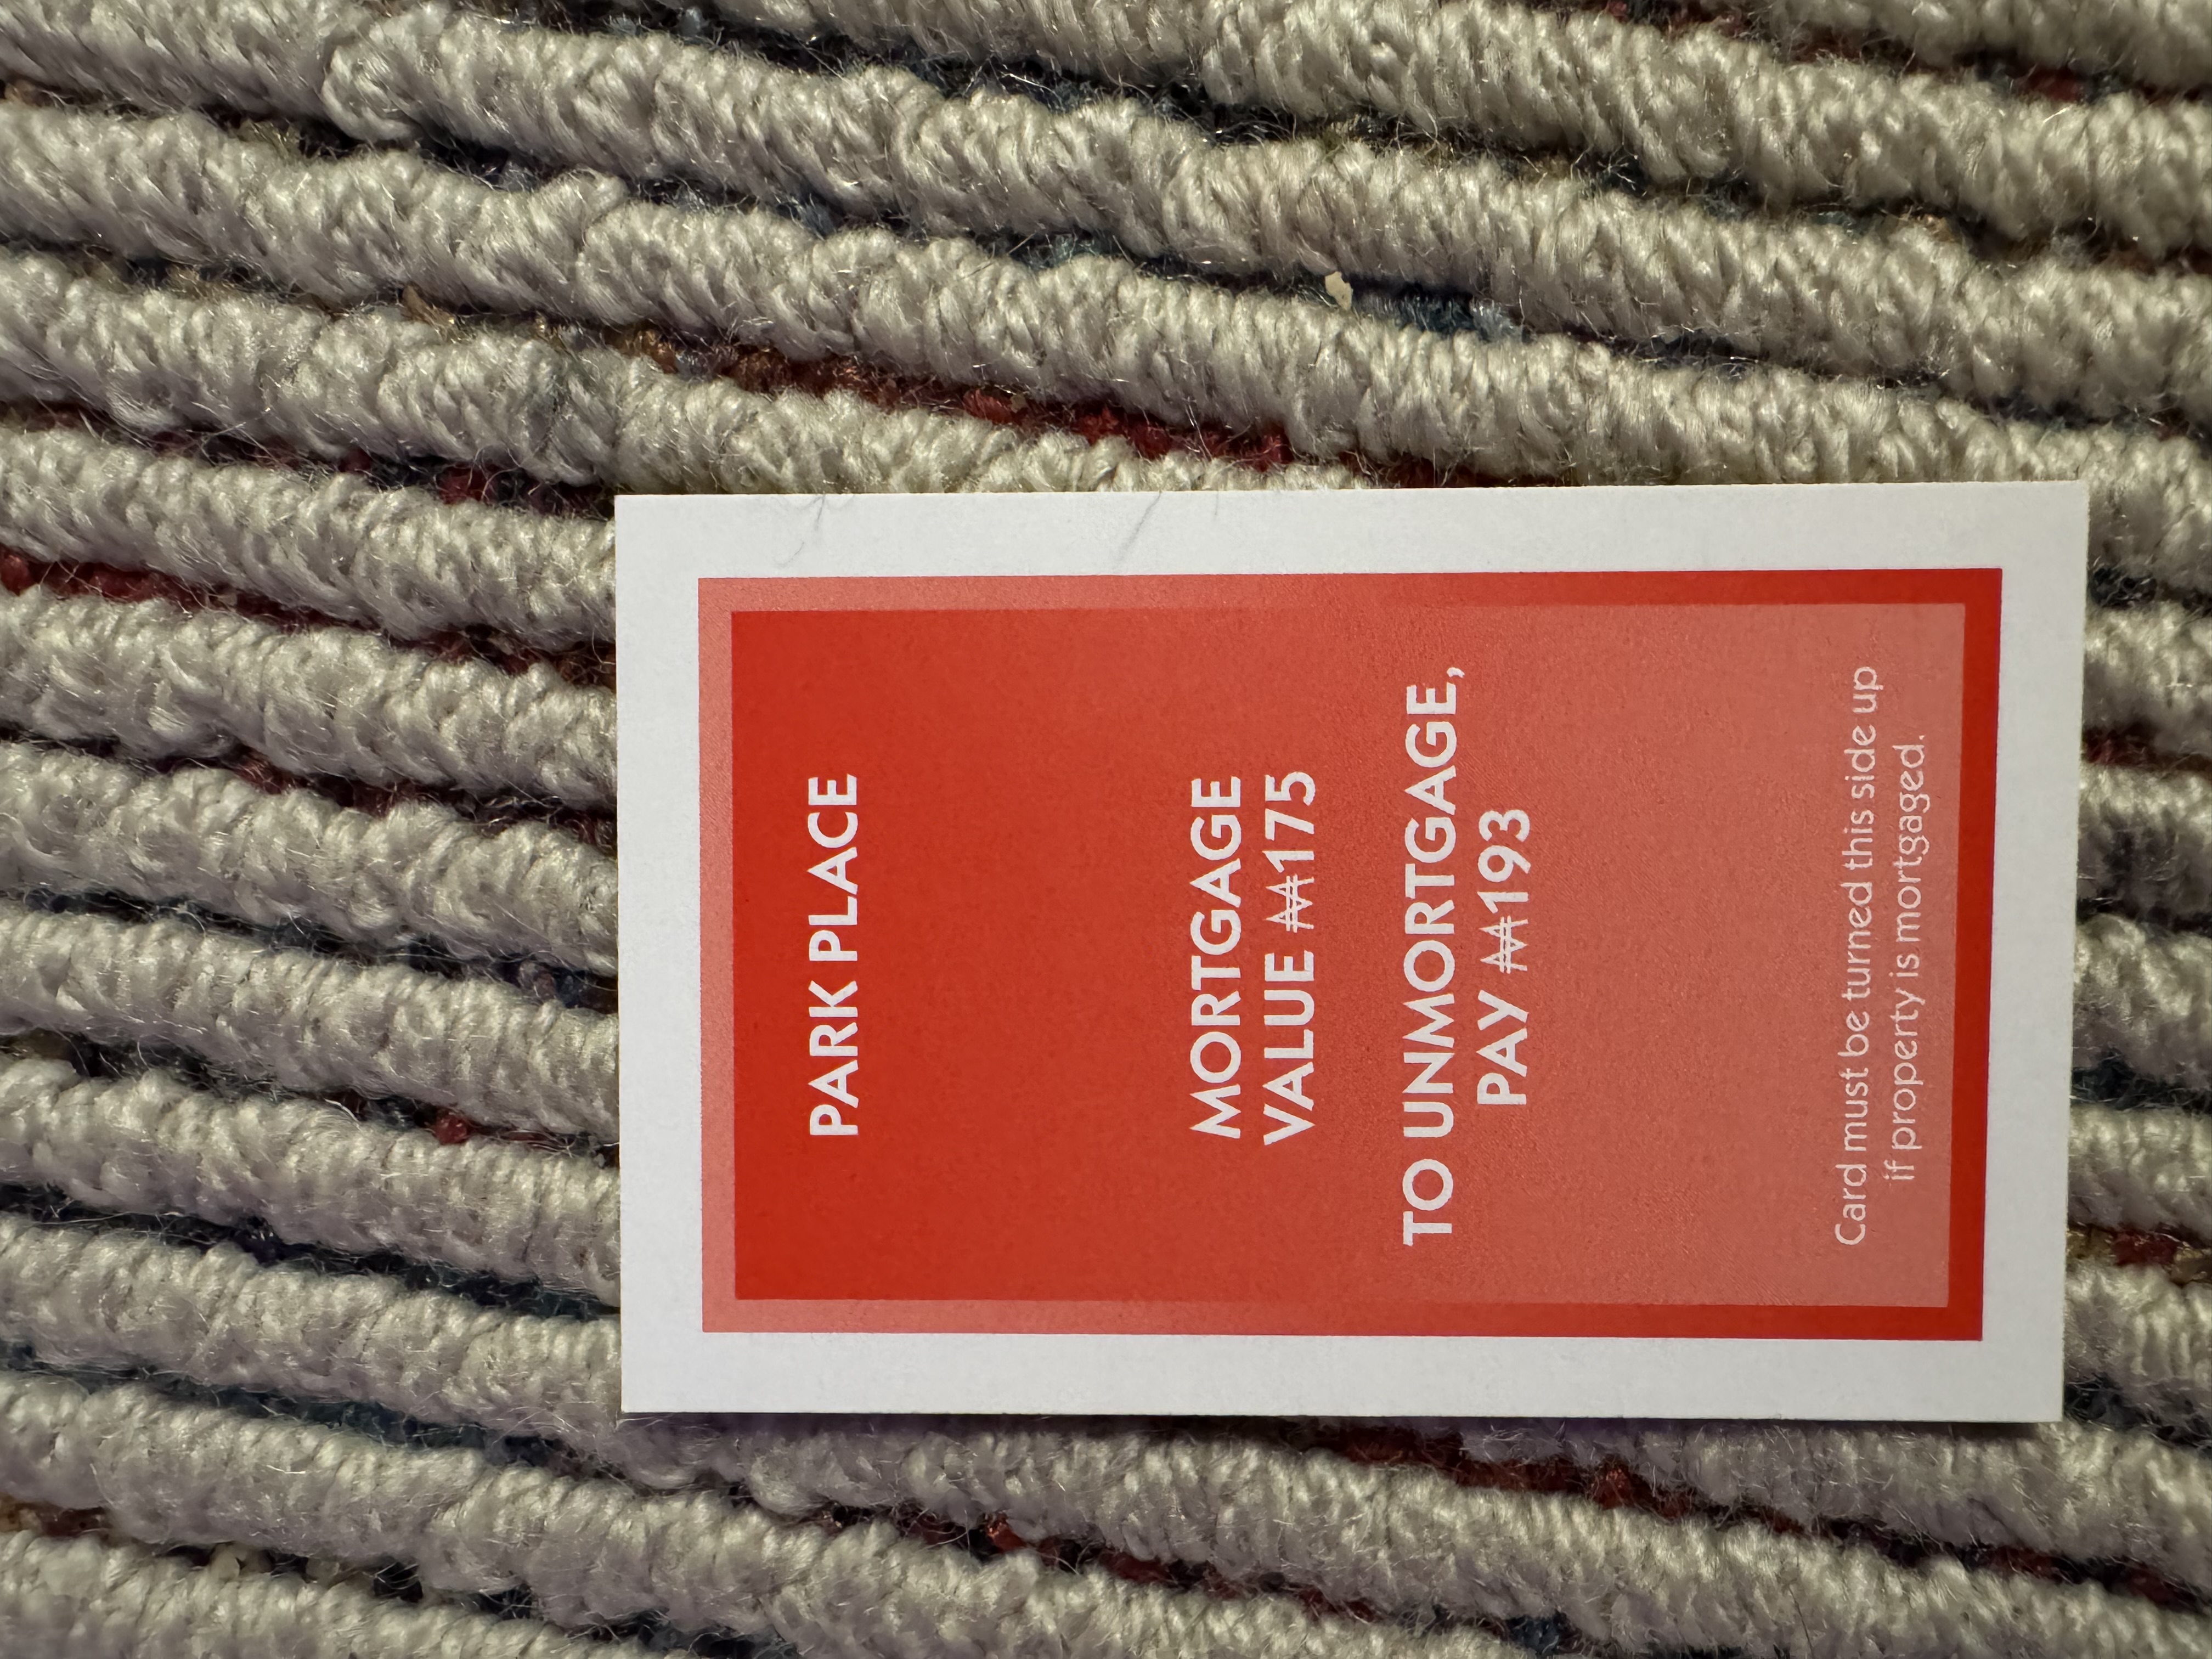 PARK PLACE
MORTGAGE
VALUE ₩175
TO UNMORTGAGE,
PAY ₩193
Card must be turned this side up
if property is mortgaged.